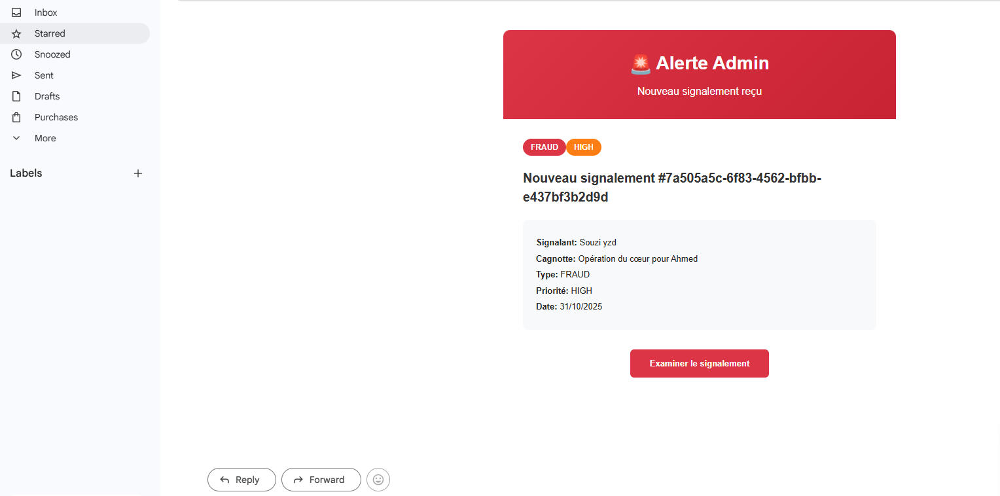 Inbox
Starred
Snoozed
Sent
Drafts
Purchases
More
Labels
Alerte Admin
Nouveau signalement reçu
FRAUD HIGH
Nouveau signalement #7a505a5c-6f83-4562-bfbb-
e437bf3b2d9d
Signalant: Souzi yzd
Cagnotte: Opération du cœur pour Ahmed
Type: FRAUD
Priorité: HIGH
Date: 31/10/2025
Examiner le signalement
Reply Forward